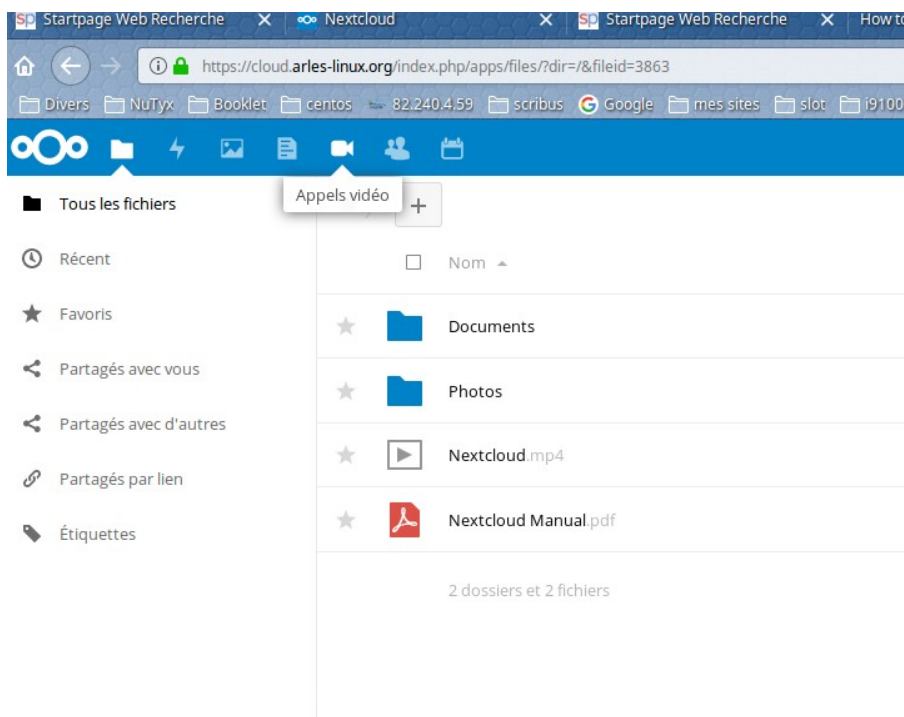 Startpage Web Recherche Nextcloud Startpage Web Recherche How to
https://cloud.arles-linux.org/index.php/apps/files/?dir=/&fileid=3863
Divers NuTyx Booklet centos 82.240.4.59 scribus Google mes sites slot i9100
Tous les fichiers
Appels vidéo
Récent
Nom
Favoris
Documents
Partagés avec vous
Photos
Partagés avec d'autres
Nextcloud.mp4
Partagés par lien
Nextcloud Manual.pdf
Étiquettes
2 dossiers et 2 fichiers